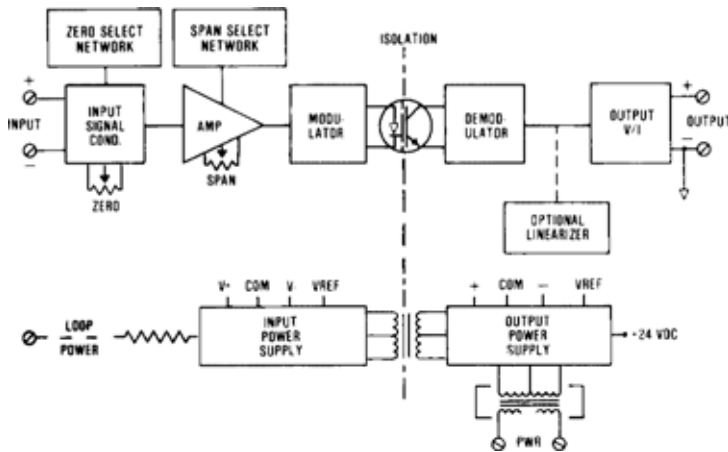 ZERO SELECT
NETWORK
SPAN SELECT
NETWORK
ISOLATION
+
INPUT
−
INPUT
SIGNAL
COND.
ZERO
AMP
SPAN
MODU-
LATOR
DEMOD-
ULATOR
OUTPUT
V/I
+
OUTPUT
−
OPTIONAL
LINEARIZER
V+ COM V- VREF
LOOP
POWER
INPUT
POWER
SUPPLY
+ COM − VREF
OUTPUT
POWER
SUPPLY
-24 VDC
PWR